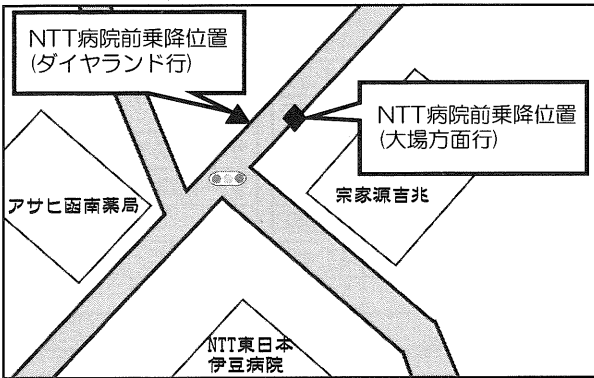 NTT病院前乗降位置
(ダイヤランド行)
NTT病院前乗降位置
(大場方面行)
アサヒ函南薬局
宗家源吉兆
NTT東日本
伊豆病院